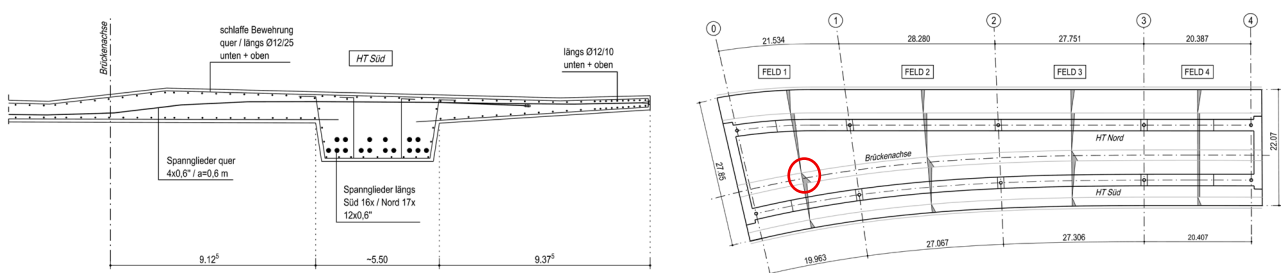 Brückenachse
schlaffe Bewehrung
quer / längs Ø12/25
unten + oben
HT Süd
längs Ø12/10
unten + oben
Spannglieder quer
4x0,6" / a=0,6 m
Spannglieder längs
Süd 16x / Nord 17x
12x0,6"
9.12⁵
~5.50
9.37⁵
0
1
2
3
4
21.534
28.280
27.751
20.387
FELD 1
FELD 2
FELD 3
FELD 4
HT Nord
Brückenachse
HT Süd
27.85
22.07
19.963
27.067
27.306
20.407